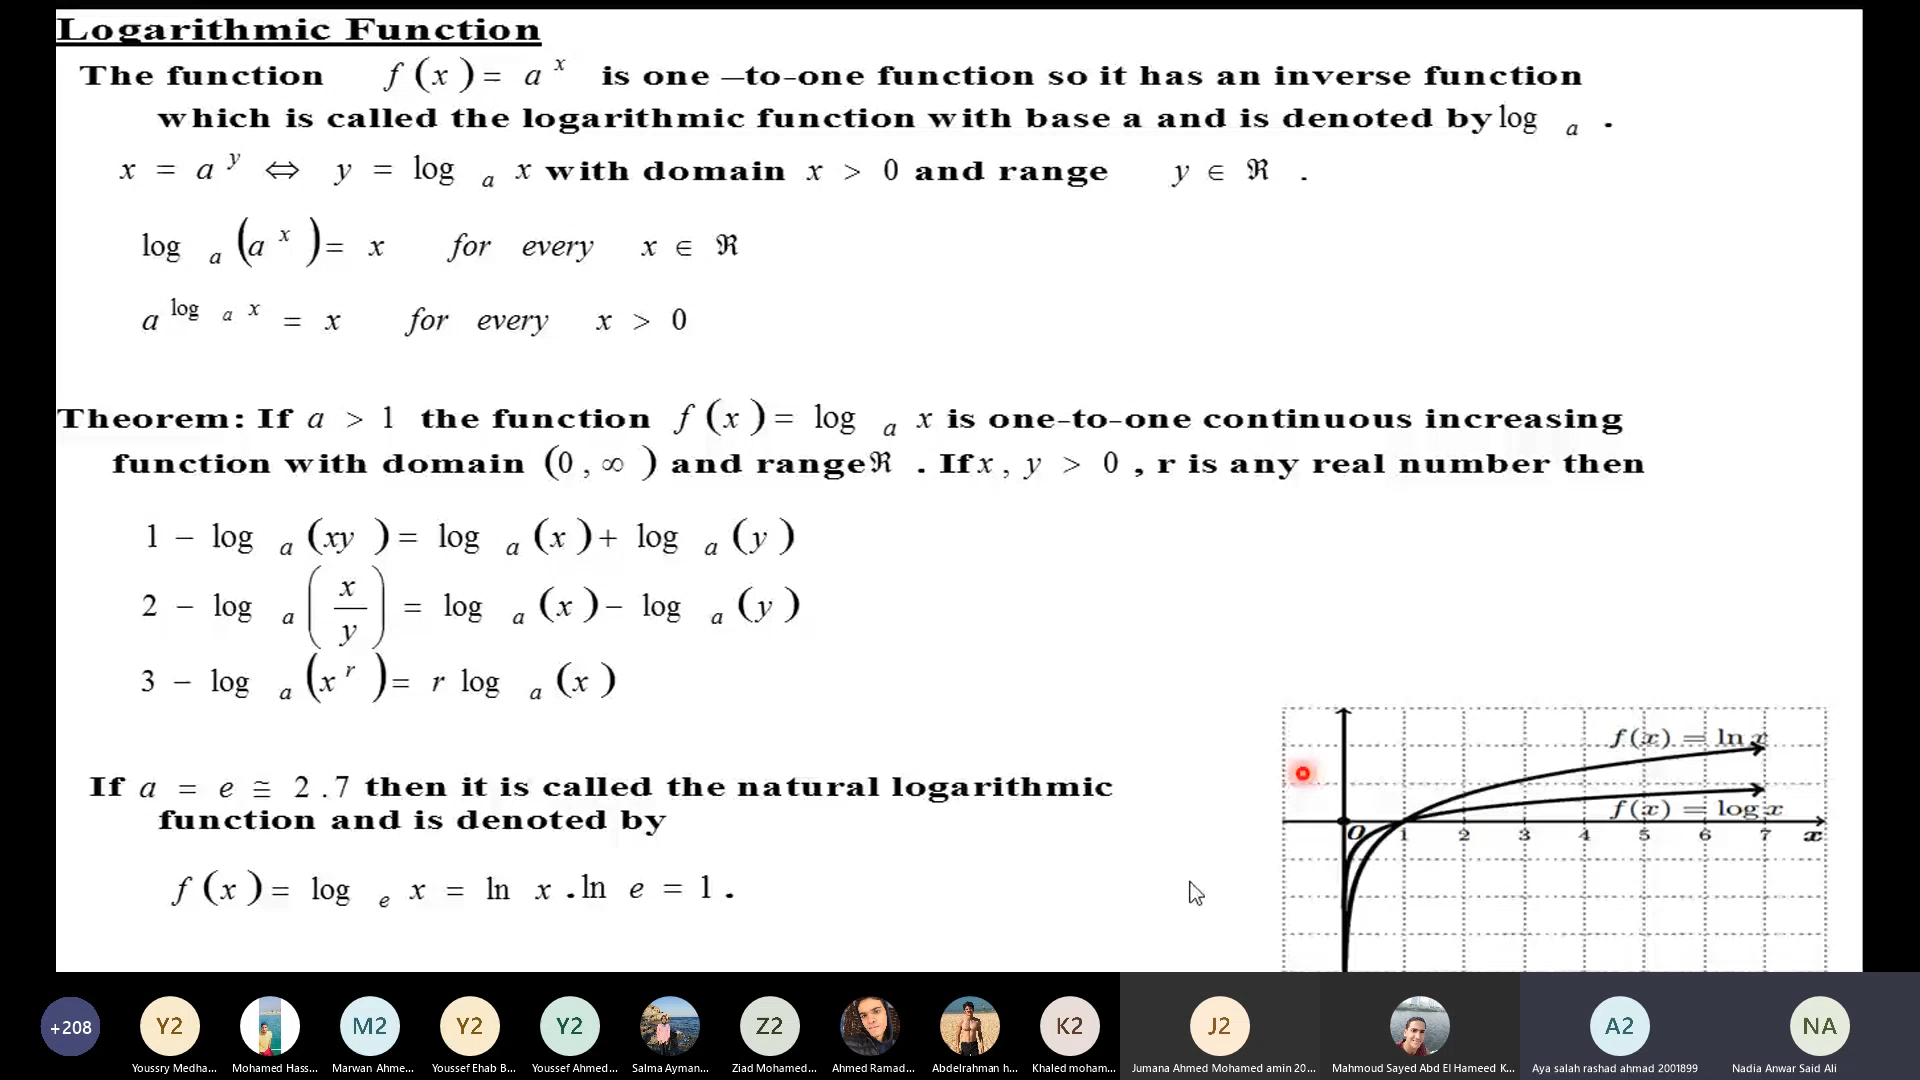 Logarithmic Function
The function f(x) = a^x is one –to-one function so it has an inverse function
which is called the logarithmic function with base a and is denoted by log_a .
x = a^y ⇔ y = log_a x with domain x > 0 and range y ∈ ℜ .
log_a (a^x) = x for every x ∈ ℜ
a^(log_a x) = x for every x > 0
Theorem: If a > 1 the function f(x) = log_a x is one-to-one continuous increasing
function with domain (0, ∞) and range ℜ . If x, y > 0 , r is any real number then
1 – log_a (xy) = log_a (x) + log_a (y)
2 – log_a (x/y) = log_a (x) – log_a (y)
3 – log_a (x^r) = r log_a (x)
If a = e ≅ 2.7 then it is called the natural logarithmic
function and is denoted by
f(x) = log_e x = ln x . ln e = 1 .
f(x) = ln x
f(x) = log x
O 1 2 3 4 5 6 7 x
+208 Y2 M2 Y2 Y2 Z2 K2 J2 A2 NA
Youssry Medha... Mohamed Hass... Marwan Ahme... Youssef Ehab B... Youssef Ahmed... Salma Ayman... Ziad Mohamed... Ahmed Ramad... Abdelrahman h... Khaled moham... Jumana Ahmed Mohamed amin 20... Mahmoud Sayed Abd El Hameed K... Aya salah rashad ahmad 2001899 Nadia Anwar Said Ali